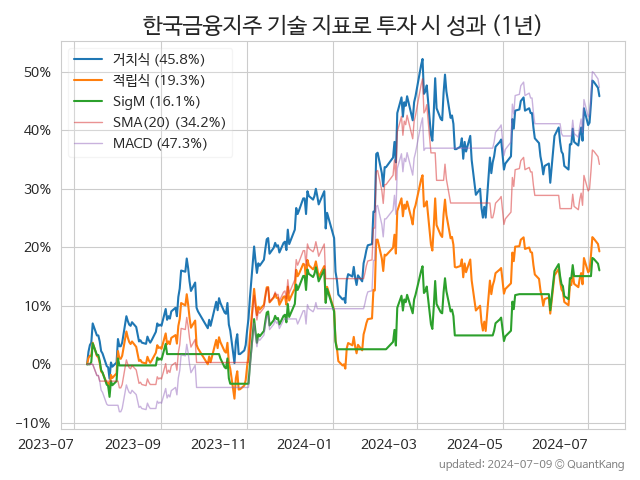 한국금융지주 기술 지표로 투자 시 성과 (1년)
거치식 (45.8%)
적립식 (19.3%)
SigM (16.1%)
SMA(20) (34.2%)
MACD (47.3%)
50%
40%
30%
20%
10%
0%
−10%
2023-07
2023-09
2023-11
2024-01
2024-03
2024-05
2024-07
updated: 2024-07-09 © QuantKang